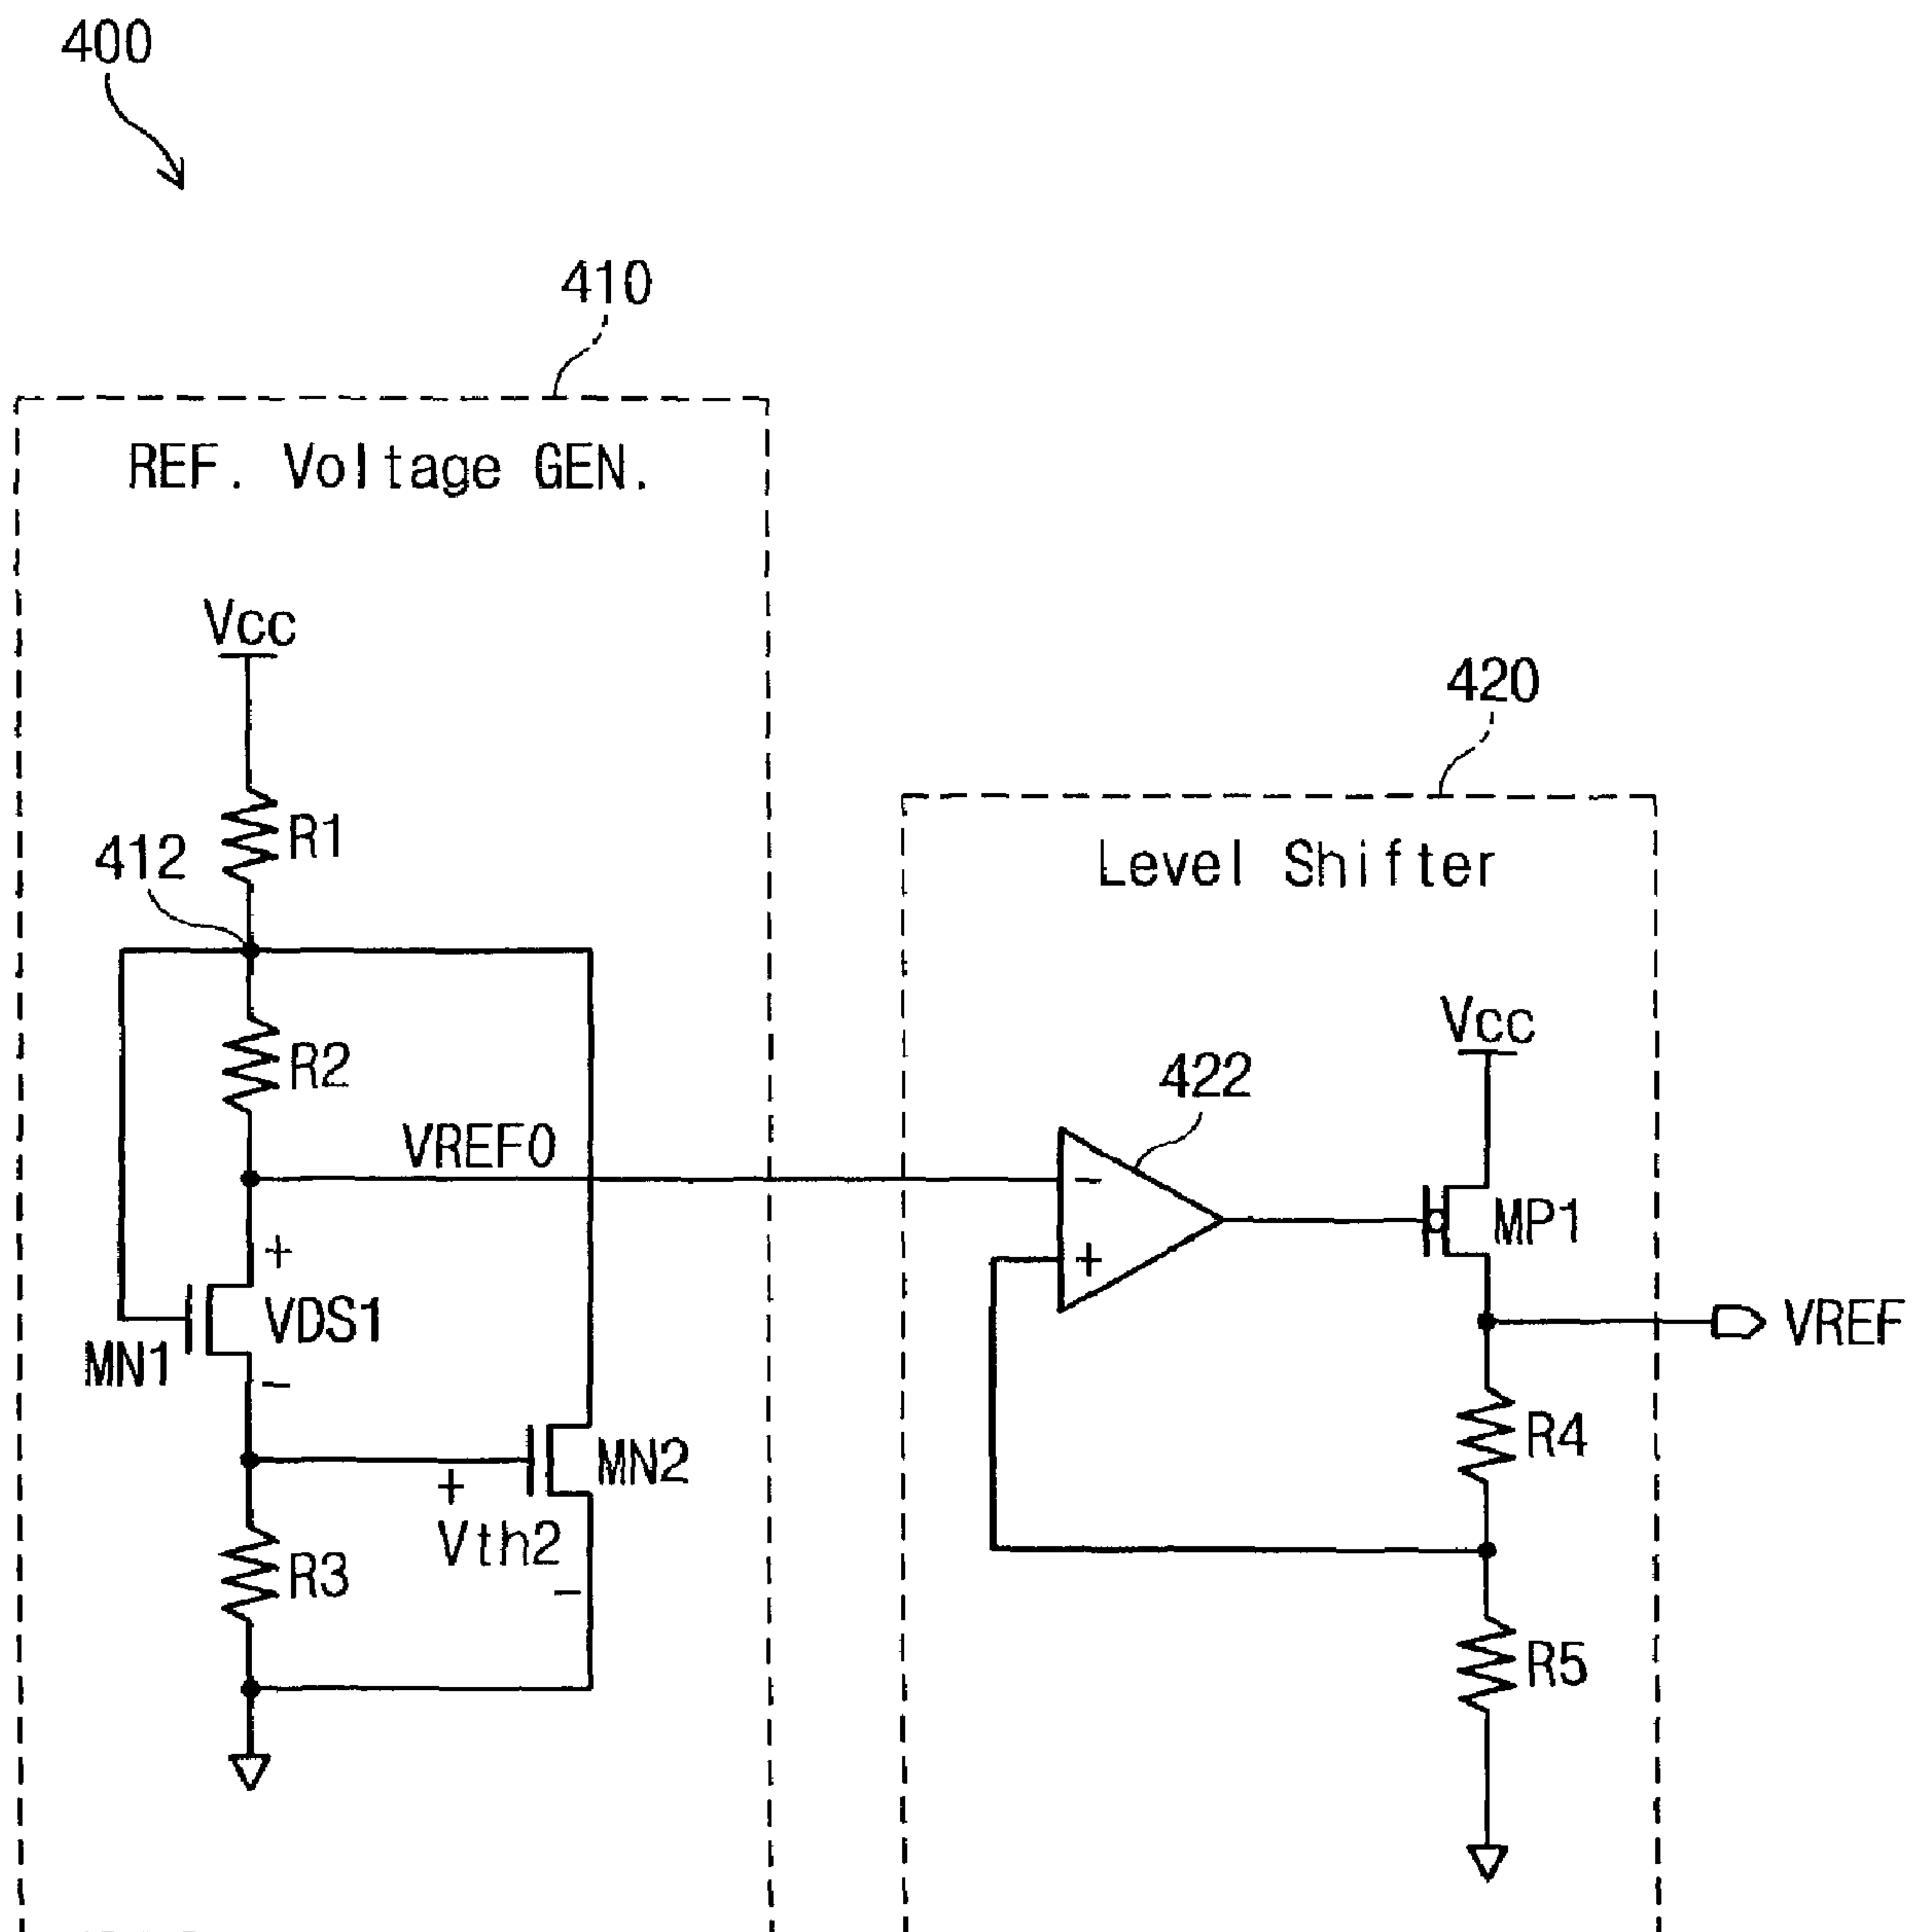 400
410
REF. Voltage GEN.
Vcc
R1
412
R2
VREF0
+
VDS1
MN1
-
MN2
+
Vth2
-
R3
420
Level Shifter
Vcc
422
-
+
MP1
VREF
R4
R5